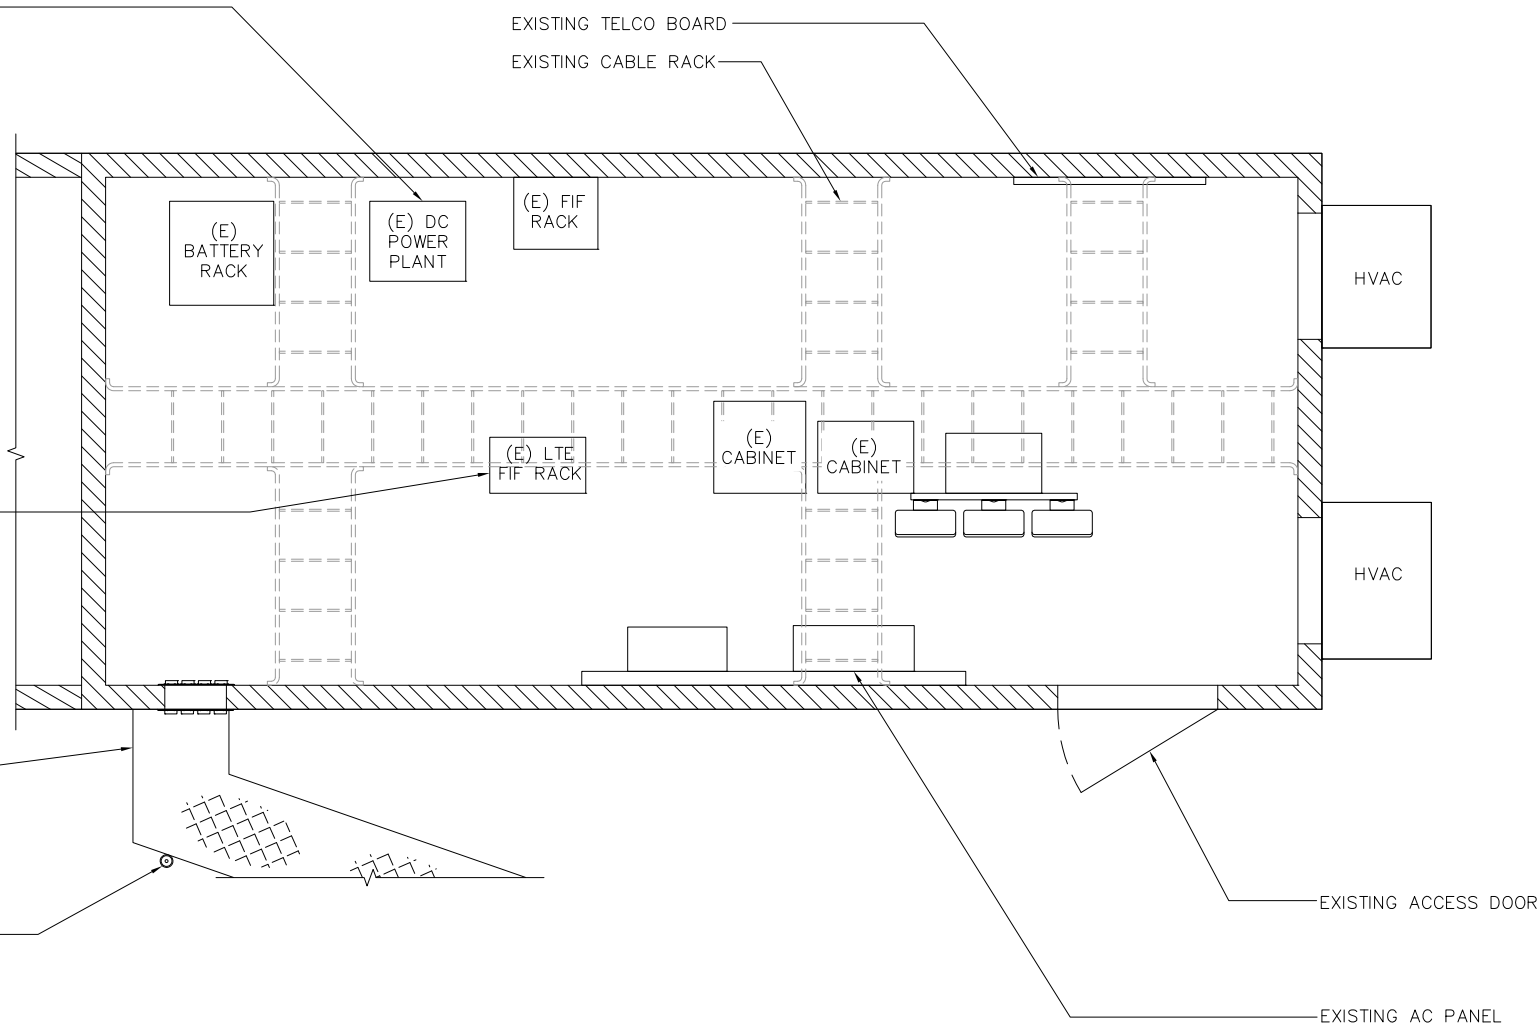 EXISTING TELCO BOARD
EXISTING CABLE RACK
(E)
BATTERY
RACK
(E) DC
POWER
PLANT
(E) FIF
RACK
HVAC
(E)
CABINET
(E)
CABINET
(E) LTE
FIF RACK
HVAC
EXISTING ACCESS DOOR
EXISTING AC PANEL